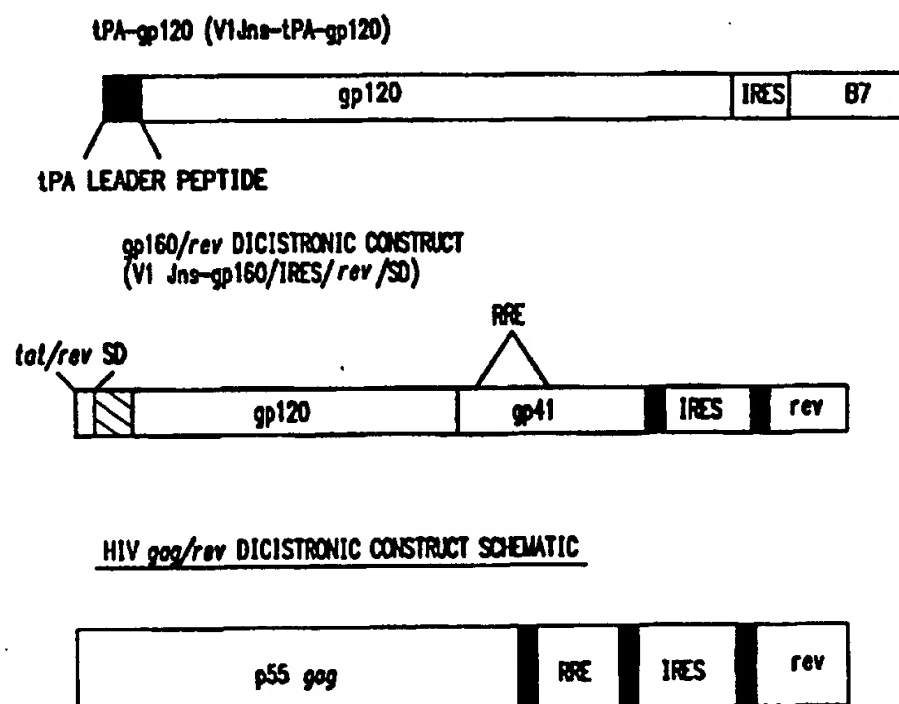 tPA-gp120 (V1Jns-tPA-gp120)
gp120 IRES B7
tPA LEADER PEPTIDE
gp160/rev DICISTRONIC CONSTRUCT
(V1 Jns-gp160/IRES/rev/SD)
RRE
tat/rev SD
gp120 gp41 IRES rev
HIV gag/rev DICISTRONIC CONSTRUCT SCHEMATIC
p55 gag RRE IRES rev